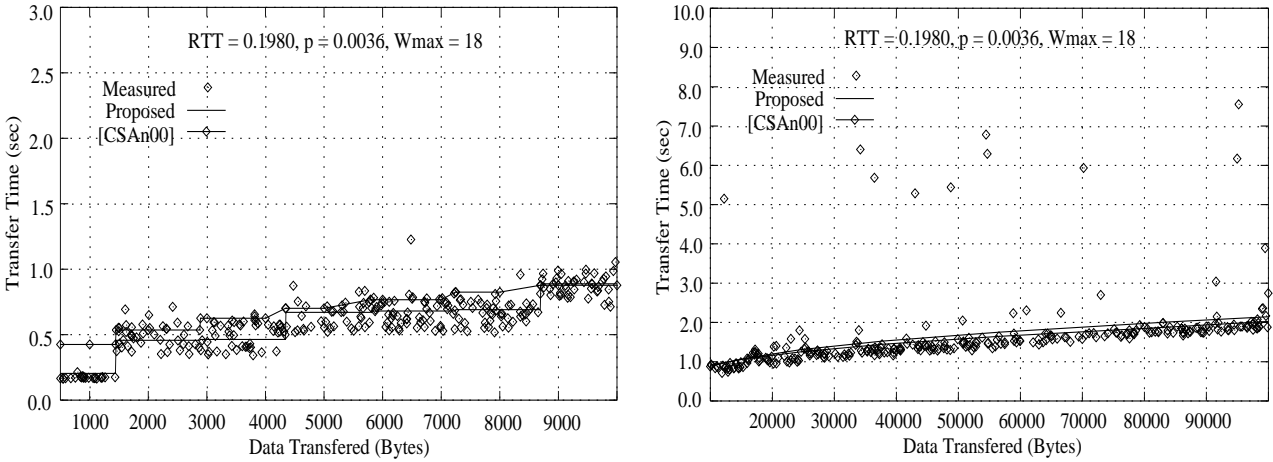 3.0
2.5
2.0
1.5
1.0
0.5
0.0
Transfer Time (sec)
RTT = 0.1980, p = 0.0036, Wmax = 18
Measured
Proposed
[CSAn00]
1000 2000 3000 4000 5000 6000 7000 8000 9000
Data Transfered (Bytes)
10.0
9.0
8.0
7.0
6.0
5.0
4.0
3.0
2.0
1.0
0.0
Transfer Time (sec)
RTT = 0.1980, p = 0.0036, Wmax = 18
Measured
Proposed
[CSAn00]
20000 30000 40000 50000 60000 70000 80000 90000
Data Transfered (Bytes)